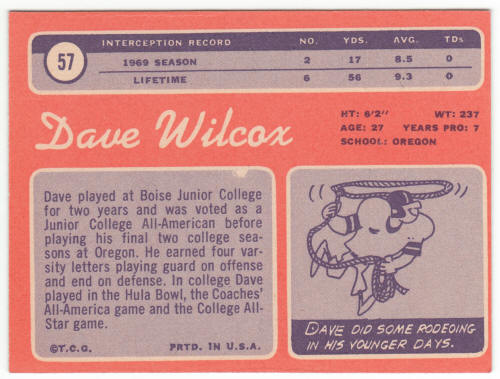 57
INTERCEPTION RECORD NO. YDS. AVG. TDs
1969 SEASON 2 17 8.5 0
LIFETIME 6 56 9.3 0
Dave Wilcox
HT: 6'2" WT: 237
AGE: 27 YEARS PRO: 7
SCHOOL: OREGON
Dave played at Boise Junior College
for two years and was voted as a
Junior College All-American before
playing his final two college sea-
sons at Oregon. He earned four var-
sity letters playing guard on offense
and end on defense. In college Dave
played in the Hula Bowl, the Coaches'
All-America game and the College All-
Star game.
©T.C.G. PRTD. IN U.S.A.
DAVE DID SOME RODEOING
IN HIS YOUNGER DAYS.